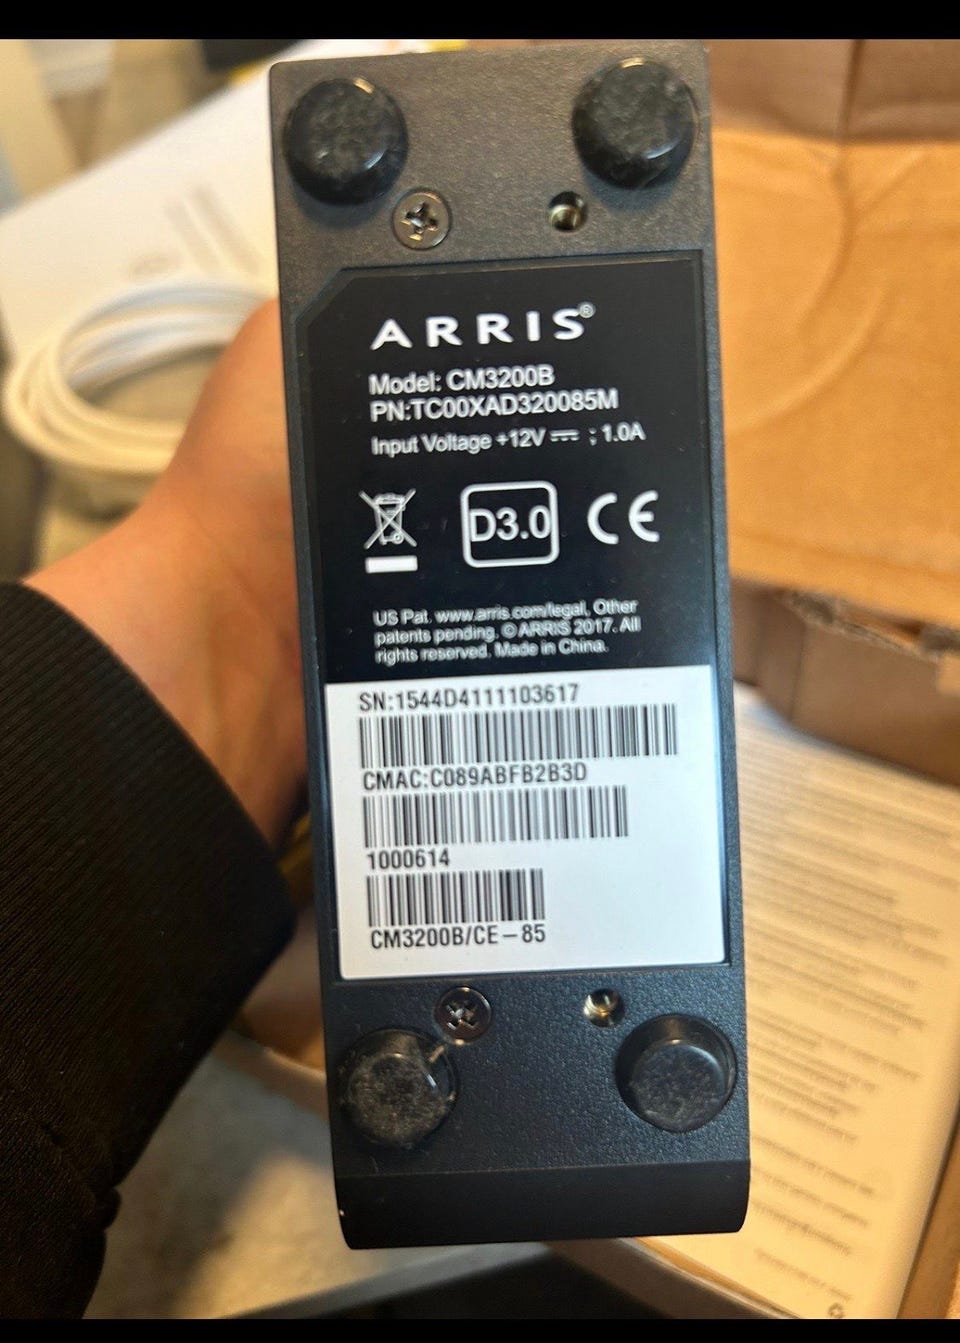 ARRIS®
Model: CM3200B
PN:TC00XAD320085M
Input Voltage +12V ⎓ ; 1.0A
D3.0 CE
US Pat. www.arris.com/legal, Other
patents pending. © ARRIS 2017. All
rights reserved. Made in China.
SN:1544D4111103617
CMAC:C089ABFB2B3D
1000614
CM3200B/CE-85